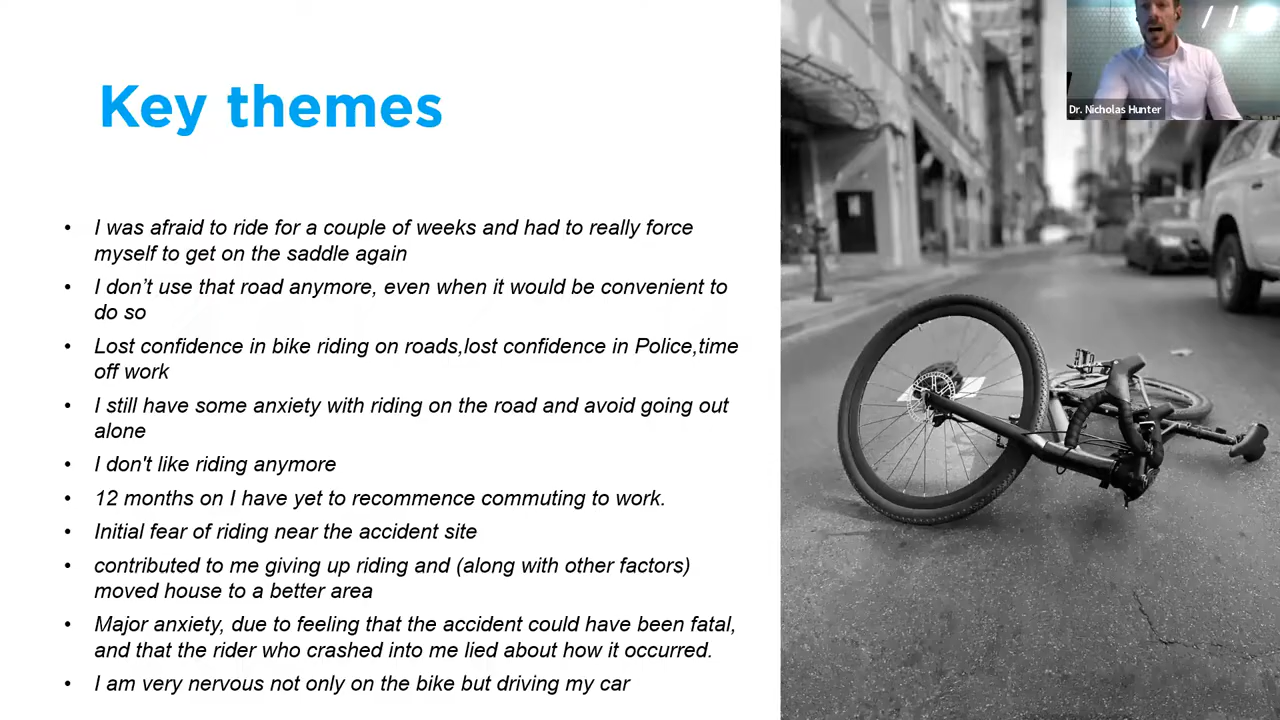 Key themes
• I was afraid to ride for a couple of weeks and had to really force
myself to get on the saddle again
• I don’t use that road anymore, even when it would be convenient to
do so
• Lost confidence in bike riding on roads,lost confidence in Police,time
off work
• I still have some anxiety with riding on the road and avoid going out
alone
• I don't like riding anymore
• 12 months on I have yet to recommence commuting to work.
• Initial fear of riding near the accident site
• contributed to me giving up riding and (along with other factors)
moved house to a better area
• Major anxiety, due to feeling that the accident could have been fatal,
and that the rider who crashed into me lied about how it occurred.
• I am very nervous not only on the bike but driving my car
Dr. Nicholas Hunter